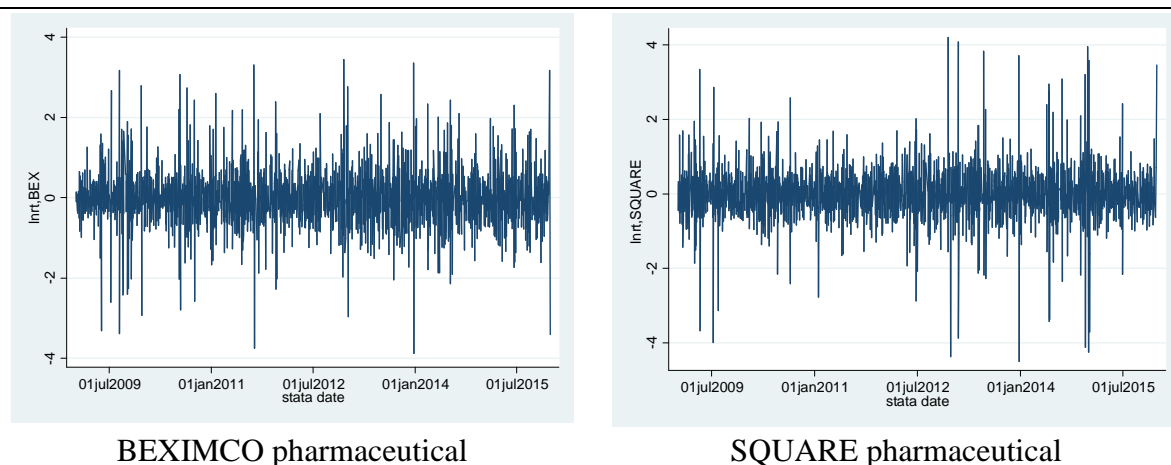 lnrt,BEX
4
2
0
-2
-4
01jul2009 01jan2011 01jul2012 01jan2014 01jul2015
stata date
BEXIMCO pharmaceutical
lnrt,SQUARE
4
2
0
-2
-4
01jul2009 01jan2011 01jul2012 01jan2014 01jul2015
stata date
SQUARE pharmaceutical